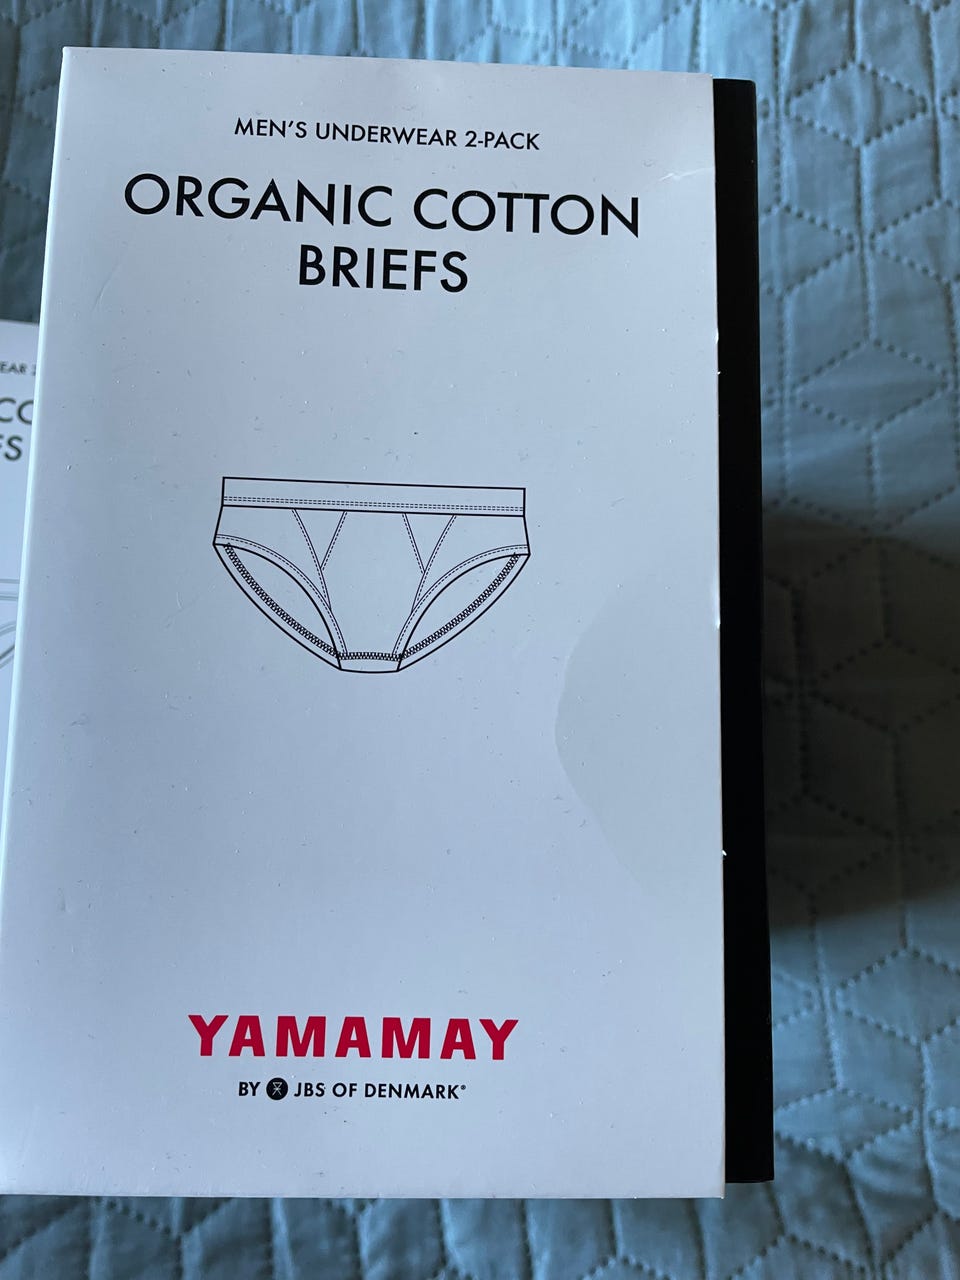 MEN'S UNDERWEAR 2-PACK
ORGANIC COTTON
BRIEFS
YAMAMAY
BY JBS OF DENMARK®